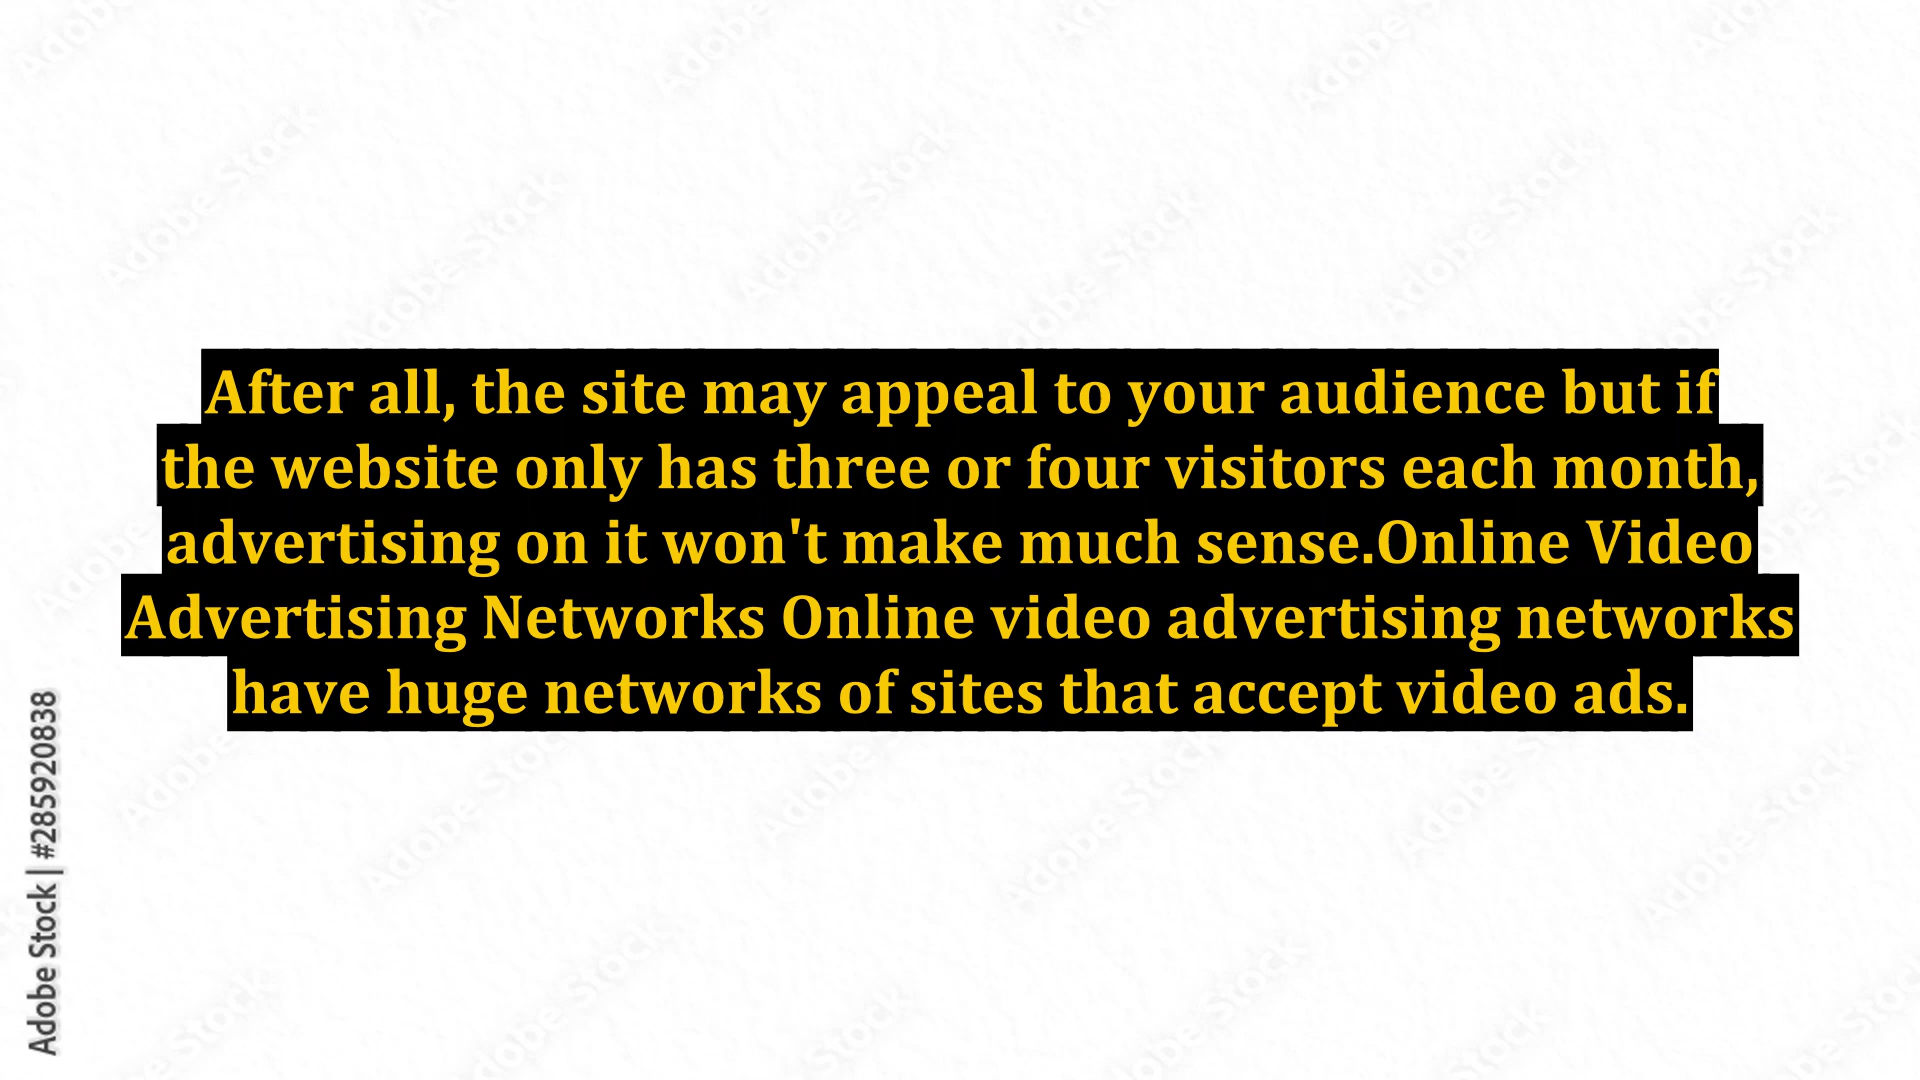 After all, the site may appeal to your audience but if
the website only has three or four visitors each month,
advertising on it won't make much sense.Online Video
Advertising Networks Online video advertising networks
have huge networks of sites that accept video ads.
Adobe Stock | #285920838